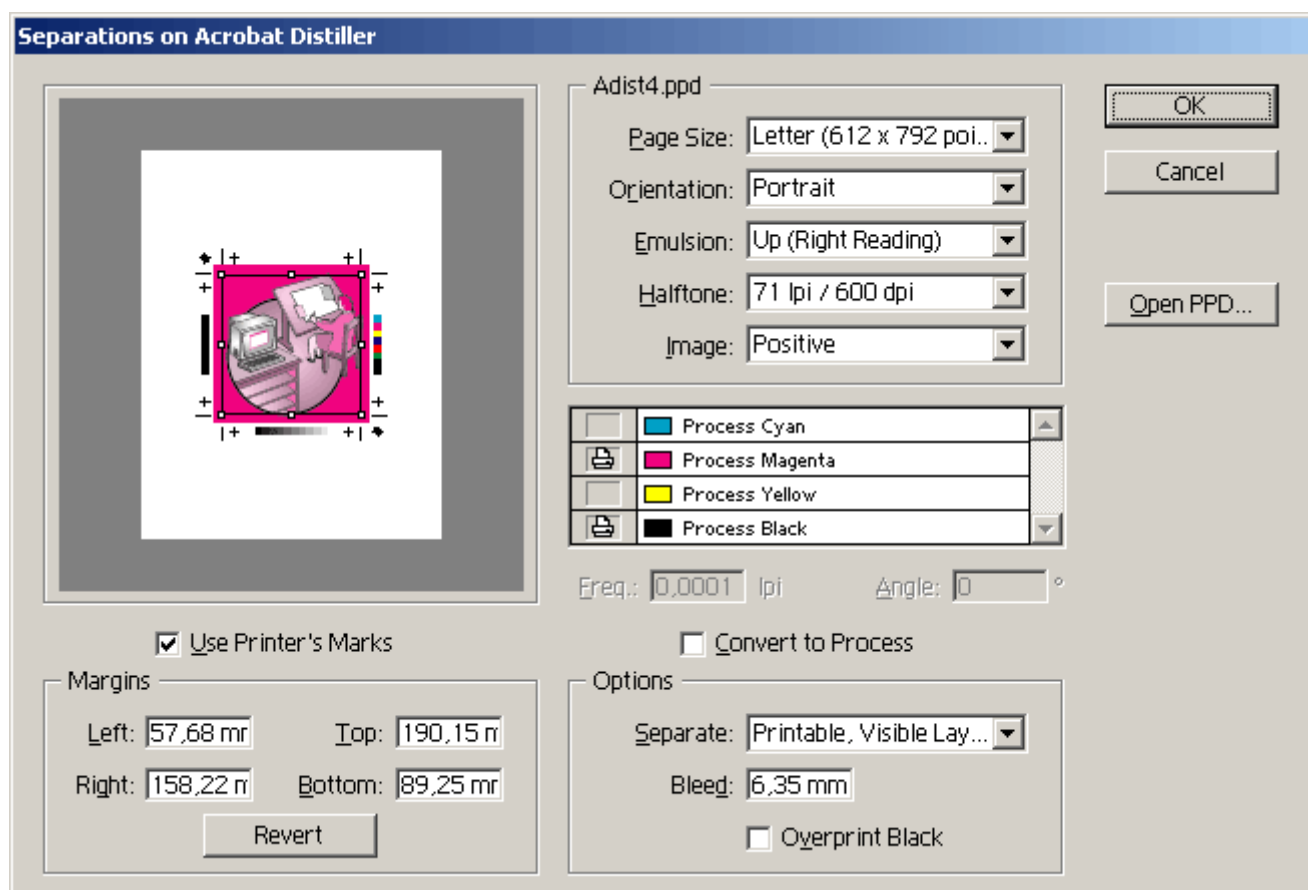 Separations on Acrobat Distiller
Adist4.ppd
Page Size: Letter (612 x 792 poi..
Orientation: Portrait
Emulsion: Up (Right Reading)
Halftone: 71 lpi / 600 dpi
Image: Positive
OK
Cancel
Open PPD...
Process Cyan
Process Magenta
Process Yellow
Process Black
Freq.: 0,0001 lpi Angle: 0 °
Use Printer's Marks
Convert to Process
Margins
Left: 57,68 mr Top: 190,15 n
Right: 158,22 n Bottom: 89,25 mr
Revert
Options
Separate: Printable, Visible Lay...
Bleed: 6,35 mm
Overprint Black